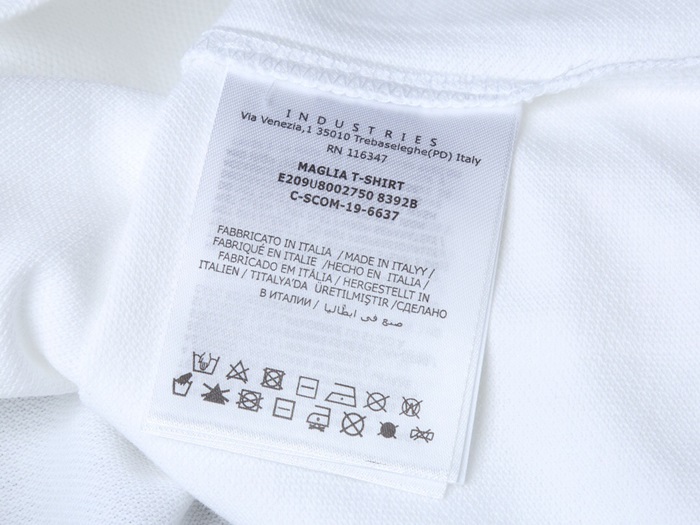 INDUSTRIES
Via Venezia,1 35010 Trebaseleghe(PD) Italy
RN 116347
MAGLIA T-SHIRT
E209U8002750 8392B
C-SCOM-19-6637
FABBRICATO IN ITALIA /MADE IN ITALYY /
FABRIQUÉ EN ITALIE /HECHO EN ITALIA /
FABRICADO EM ITÁLIA / HERGESTELLT IN
ITALIEN / TITALYA'DA ÜRETILMIŞTIR /СДЕЛАНО
В ИТАЛИИ / صنع في ايطاليا